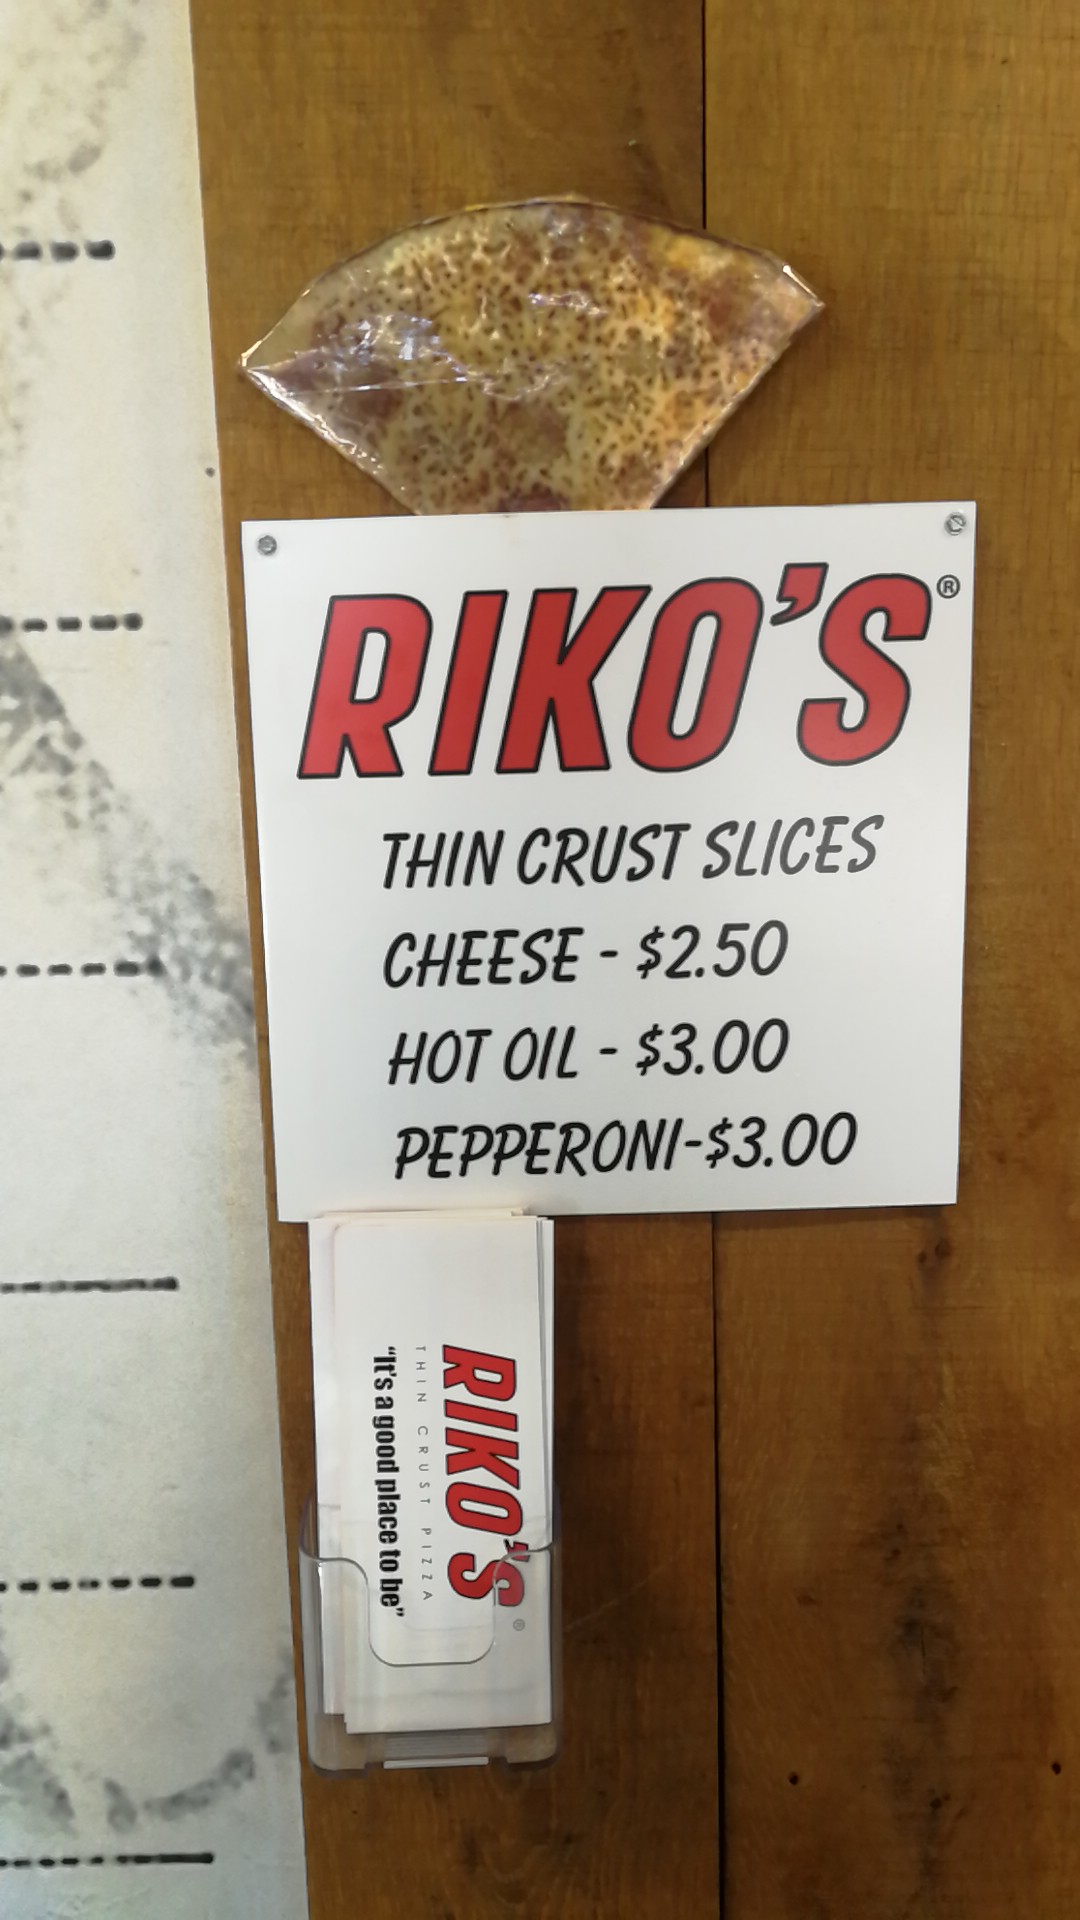 RIKO'S®
THIN CRUST SLICES
CHEESE - $2.50
HOT OIL - $3.00
PEPPERONI-$3.00
RIKO'S®
THIN CRUST PIZZA
"It's a good place to be"